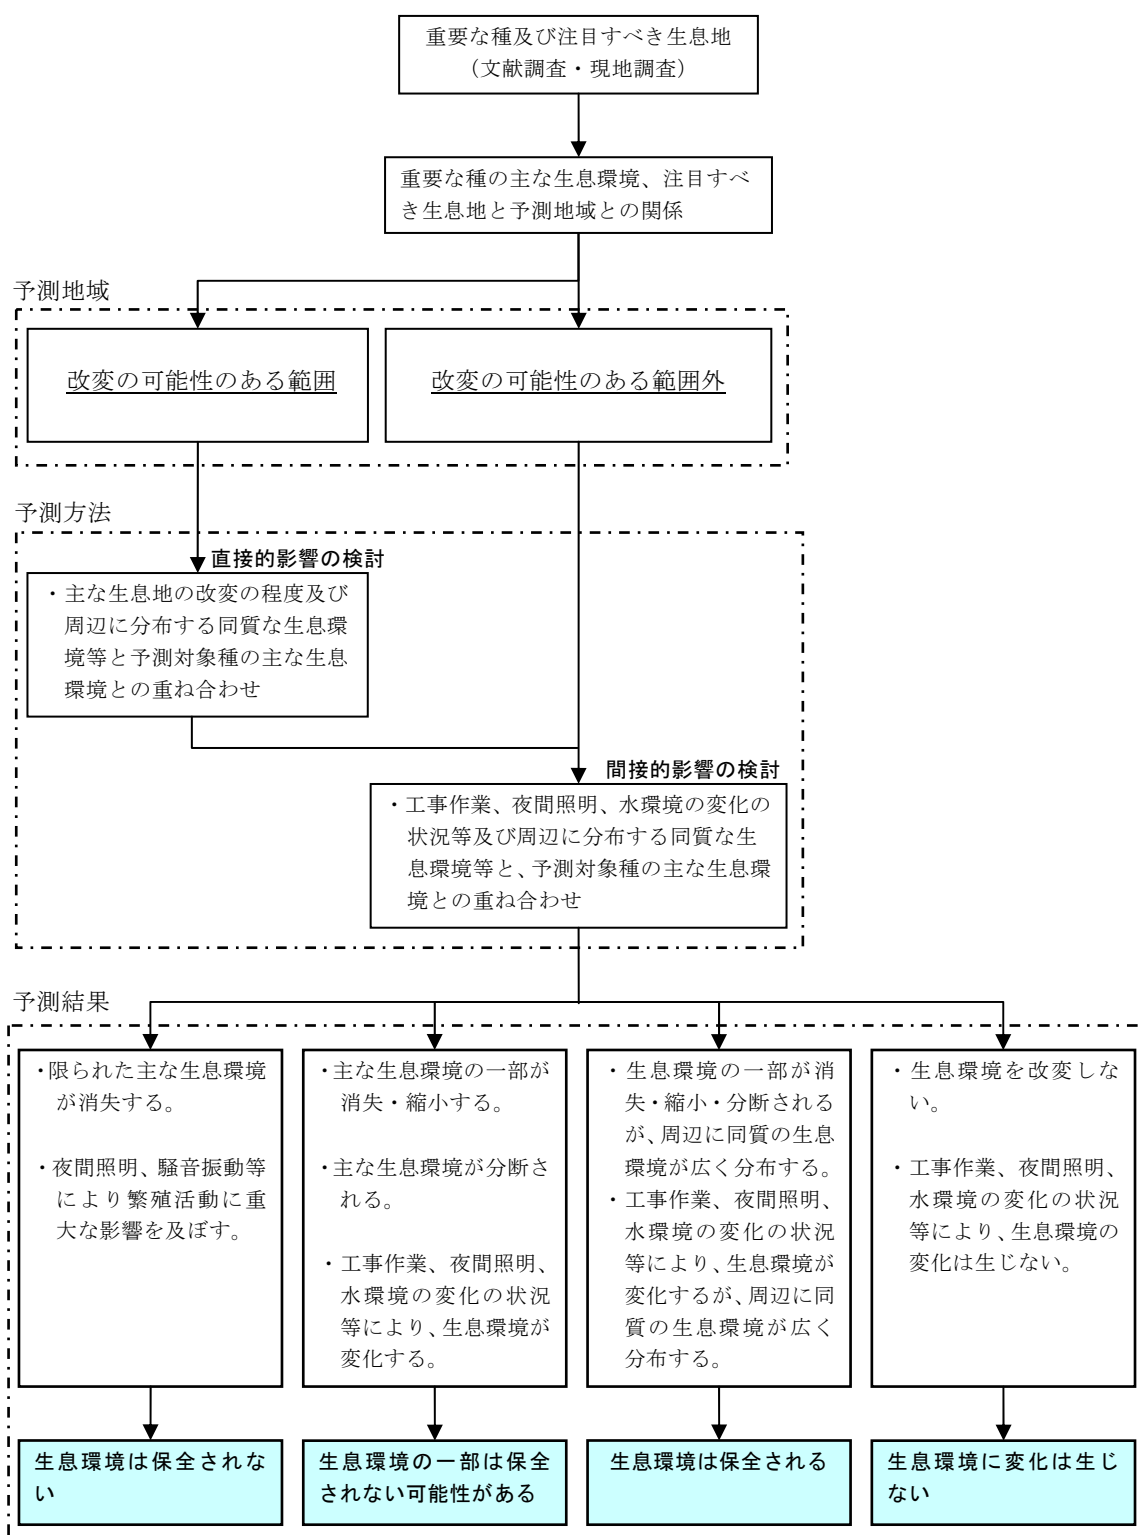 重要な種及び注目すべき生息地
（文献調査・現地調査）
重要な種の主な生息環境、注目すべ
き生息地と予測地域との関係
予測地域
改変の可能性のある範囲
改変の可能性のある範囲外
予測方法
直接的影響の検討
・主な生息地の改変の程度及び
周辺に分布する同質な生息環
境等と予測対象種の主な生息
環境との重ね合わせ
間接的影響の検討
・工事作業、夜間照明、水環境の変化の
状況等及び周辺に分布する同質な生
息環境等と、予測対象種の主な生息環
境との重ね合わせ
予測結果
・限られた主な生息環境
が消失する。
・夜間照明、騒音振動等
により繁殖活動に重
大な影響を及ぼす。
・主な生息環境の一部が
消失・縮小する。
・主な生息環境が分断さ
れる。
・工事作業、夜間照明、
水環境の変化の状況
等により、生息環境が
変化する。
・生息環境の一部が消
失・縮小・分断される
が、周辺に同質の生息
環境が広く分布する。
・工事作業、夜間照明、
水環境の変化の状況
等により、生息環境が
変化するが、周辺に同
質の生息環境が広く
分布する。
・生息環境を改変しな
い。
・工事作業、夜間照明、
水環境の変化の状況
等により、生息環境の
変化は生じない。
生息環境は保全されな
い
生息環境の一部は保全
されない可能性がある
生息環境は保全される
生息環境に変化は生じ
ない